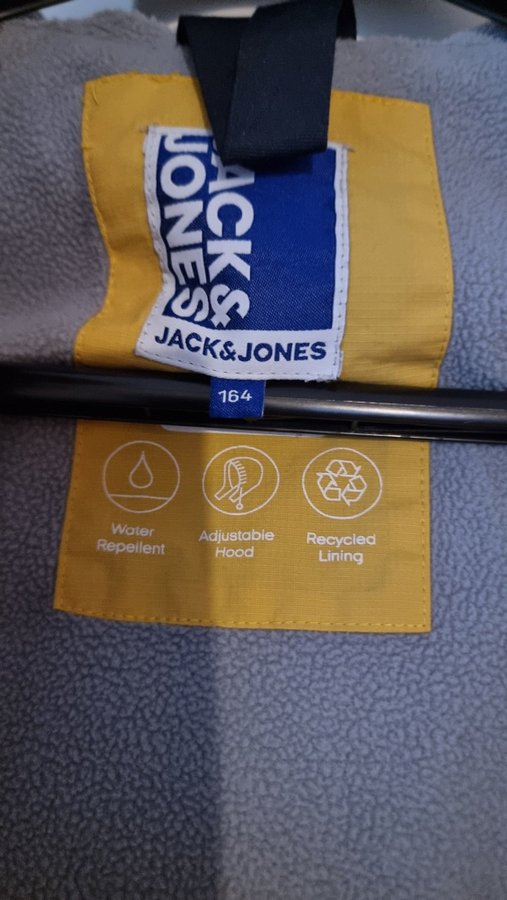 JACK &
JONES
JACK&JONES
164
Water
Repellent
Adjustable
Hood
Recycled
Lining